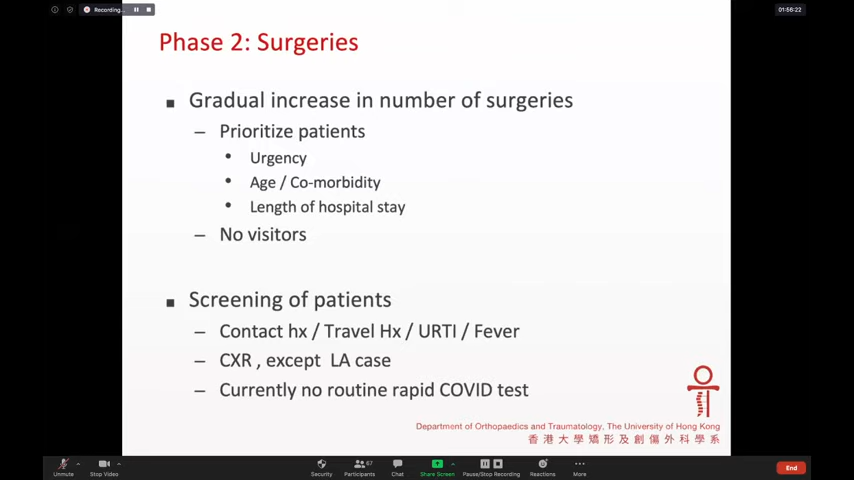 Recording...
01:56:22
Phase 2: Surgeries
Gradual increase in number of surgeries
– Prioritize patients
• Urgency
• Age / Co-morbidity
• Length of hospital stay
– No visitors
Screening of patients
– Contact hx / Travel Hx / URTI / Fever
– CXR , except LA case
– Currently no routine rapid COVID test
Department of Orthopaedics and Traumatology, The University of Hong Kong
香港大學矯形及創傷外科學系
Unmute
Stop Video
Security
Participants
67
Chat
Share Screen
Pause/Stop Recording
Reactions
More
End